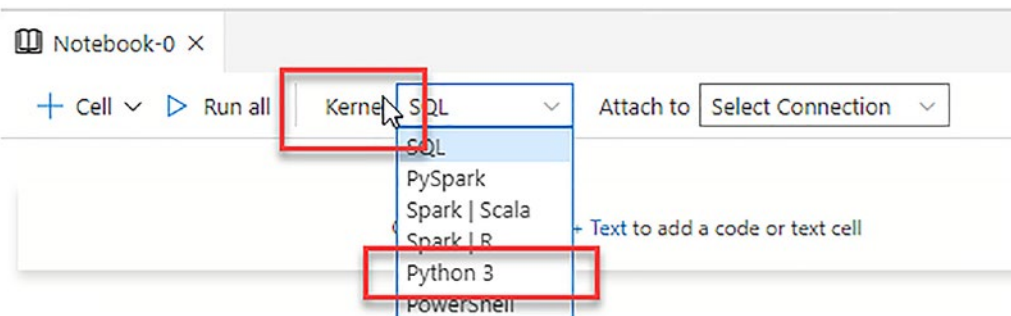 Notebook-0
Cell Run all Kernel SQL Attach to Select Connection
SQL
PySpark
Spark | Scala
+ Text to add a code or text cell
Spark | R
Python 3
PowerShell